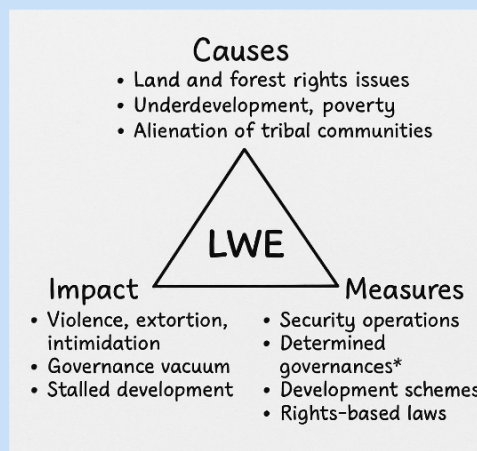 Causes
• Land and forest rights issues
• Underdevelopment, poverty
• Alienation of tribal communities
LWE
Impact
• Violence, extortion,
intimidation
• Governance vacuum
• Stalled development
Measures
• Security operations
• Determined
governances*
• Development schemes
• Rights-based laws